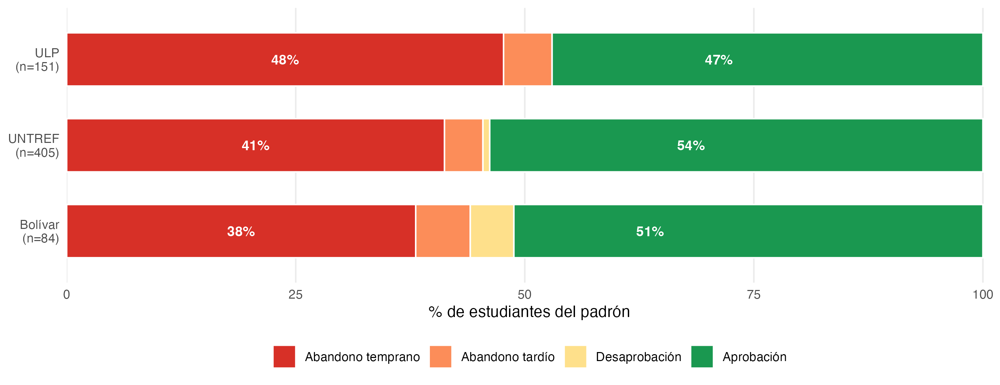 ULP
(n=151)
48%
47%
UNTREF
(n=405)
41%
54%
Bolívar
(n=84)
38%
51%
0 25 50 75 100
% de estudiantes del padrón
Abandono temprano Abandono tardío Desaprobación Aprobación